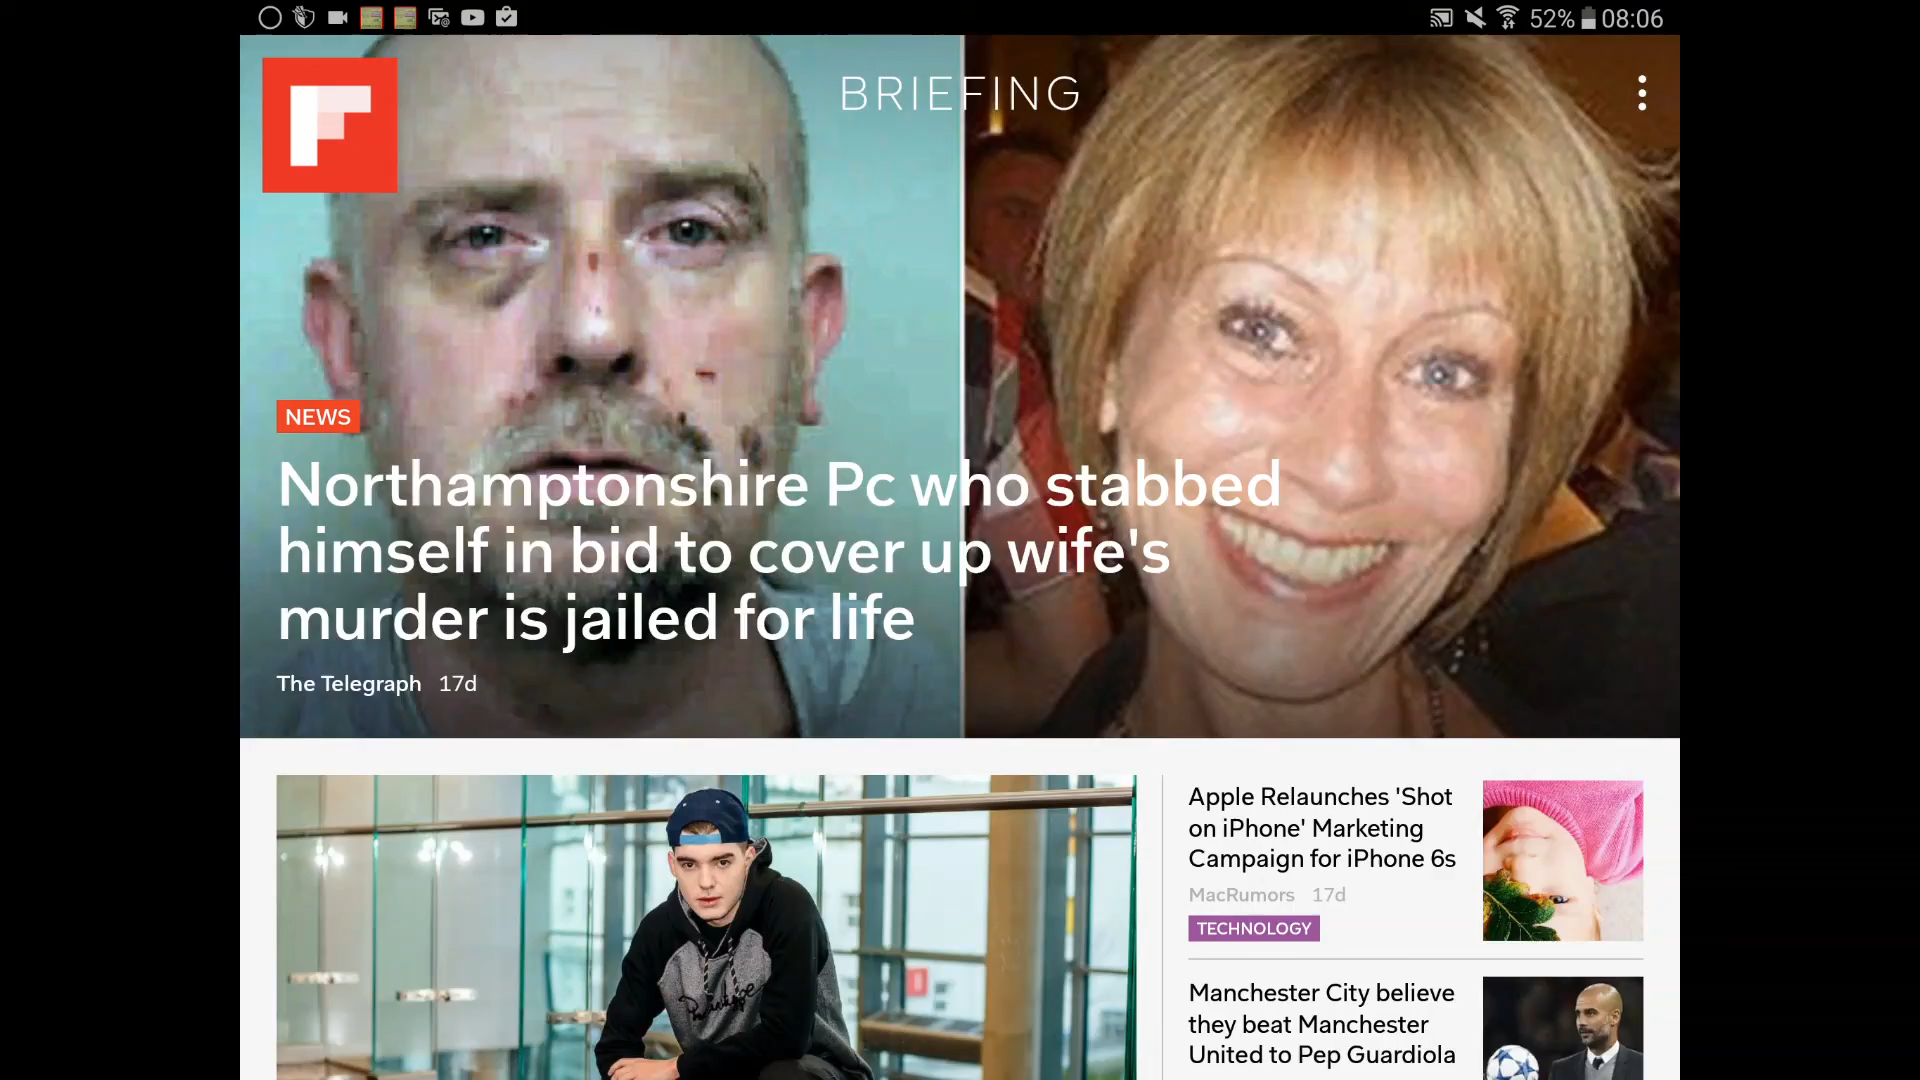 52% 08:06
BRIEFING
NEWS
Northamptonshire Pc who stabbed
himself in bid to cover up wife's
murder is jailed for life
The Telegraph 17d
Apple Relaunches 'Shot
on iPhone' Marketing
Campaign for iPhone 6s
MacRumors 17d
TECHNOLOGY
Manchester City believe
they beat Manchester
United to Pep Guardiola